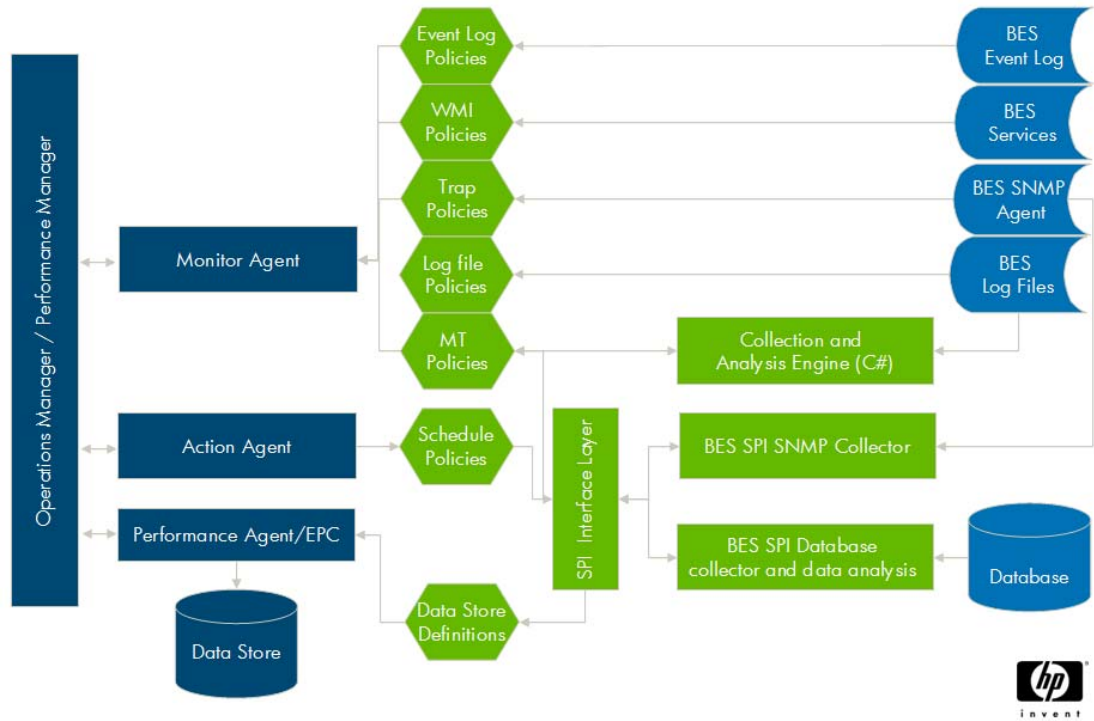 Event Log
Policies
BES
Event Log
WMI
Policies
BES
Services
Operations Manager / Performance Manager
Trap
Policies
BES SNMP
Agent
Monitor Agent
Log file
Policies
BES
Log Files
MT
Policies
Collection and
Analysis Engine (C#)
Action Agent
Schedule
Policies
SPI Interface Layer
BES SPI SNMP Collector
Performance Agent/EPC
BES SPI Database
collector and data analysis
Database
Data Store
Data Store
Definitions
hp
invent